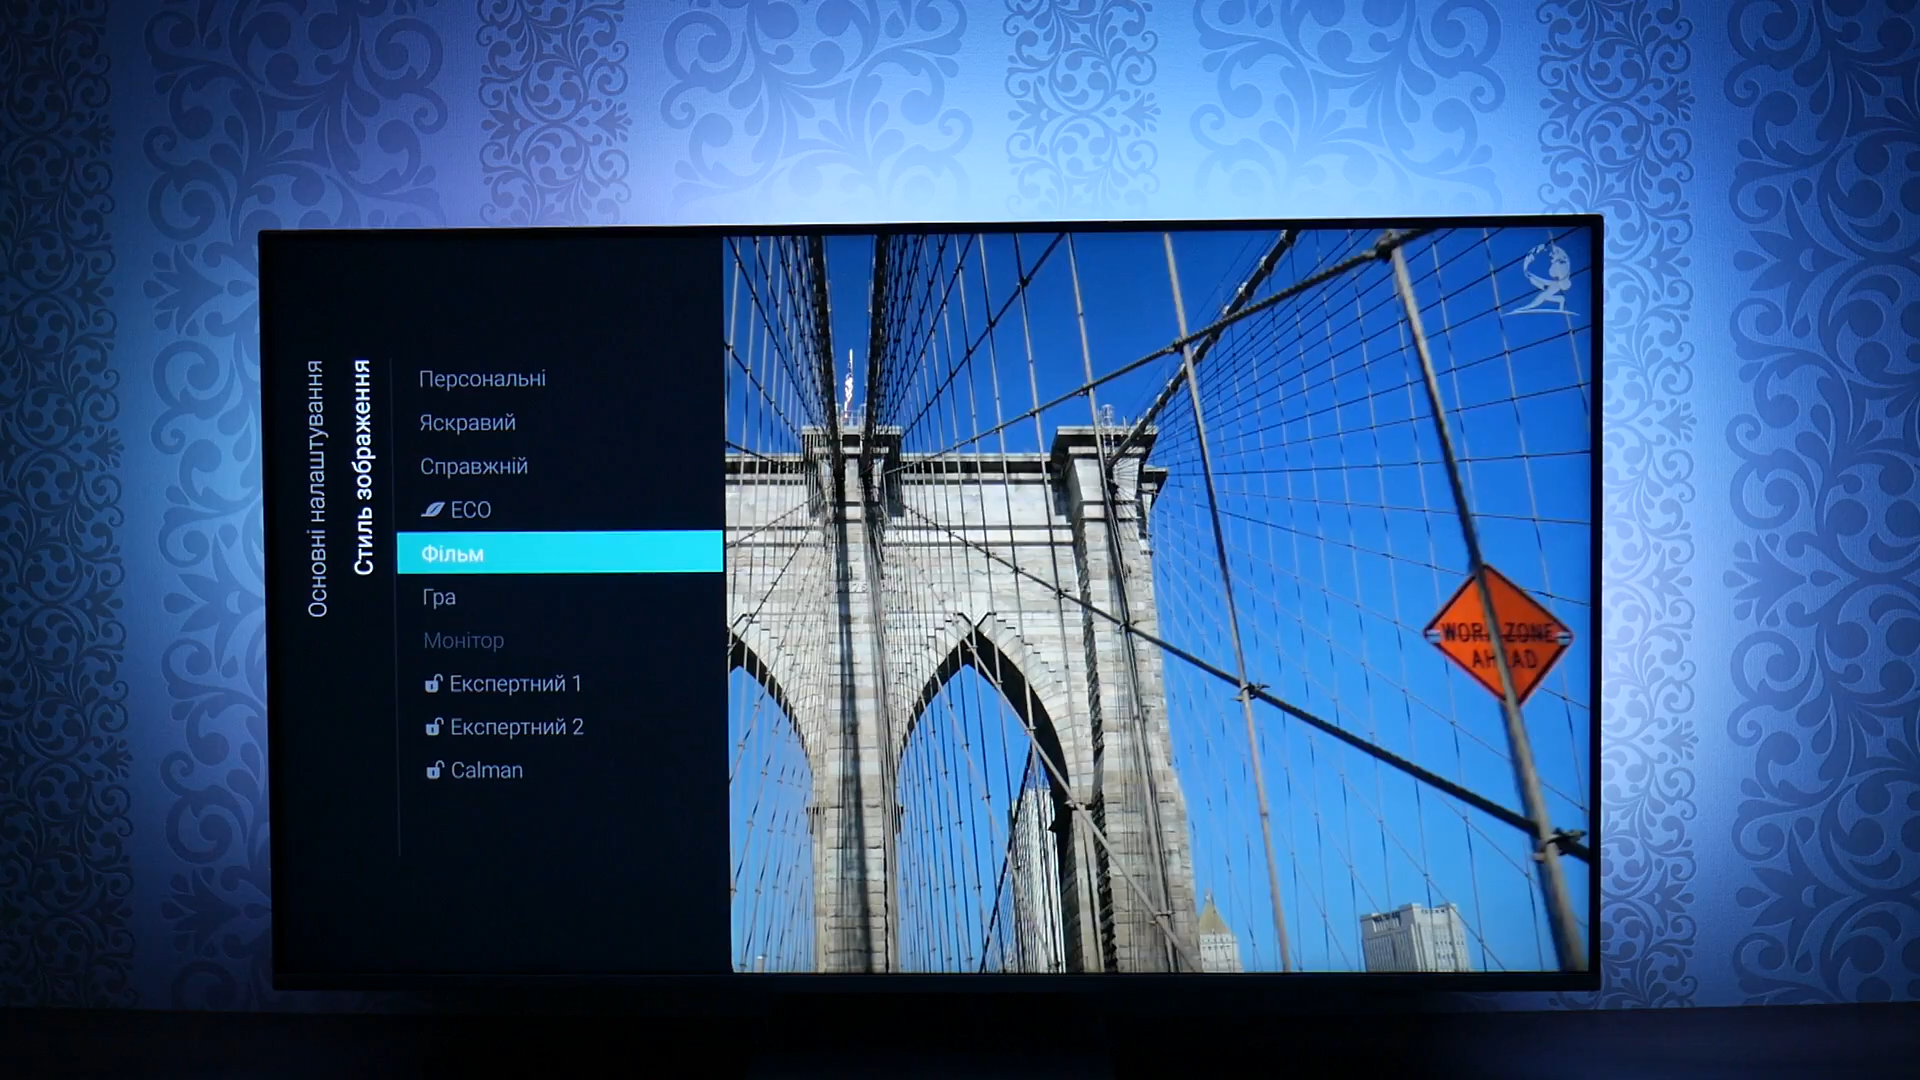 Основні налаштування
Стиль зображення
Персональні
Яскравий
Справжній
ECO
Фільм
Гра
Монітор
Експертний 1
Експертний 2
Calman
WORK ZONE
AHEAD